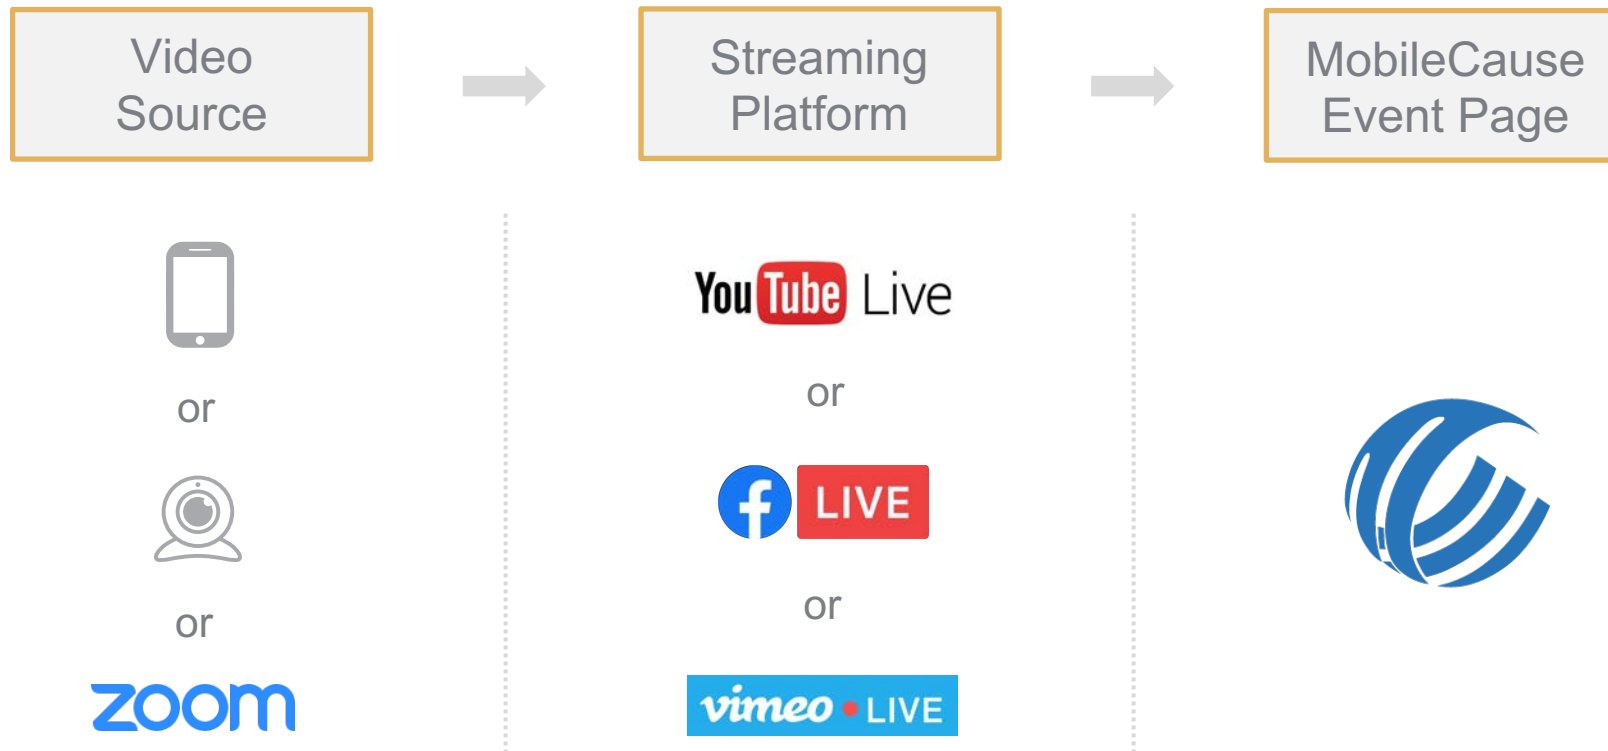 Video
Source
Streaming
Platform
MobileCause
Event Page
or
or
zoom
YouTube Live
or
f LIVE
or
vimeo LIVE